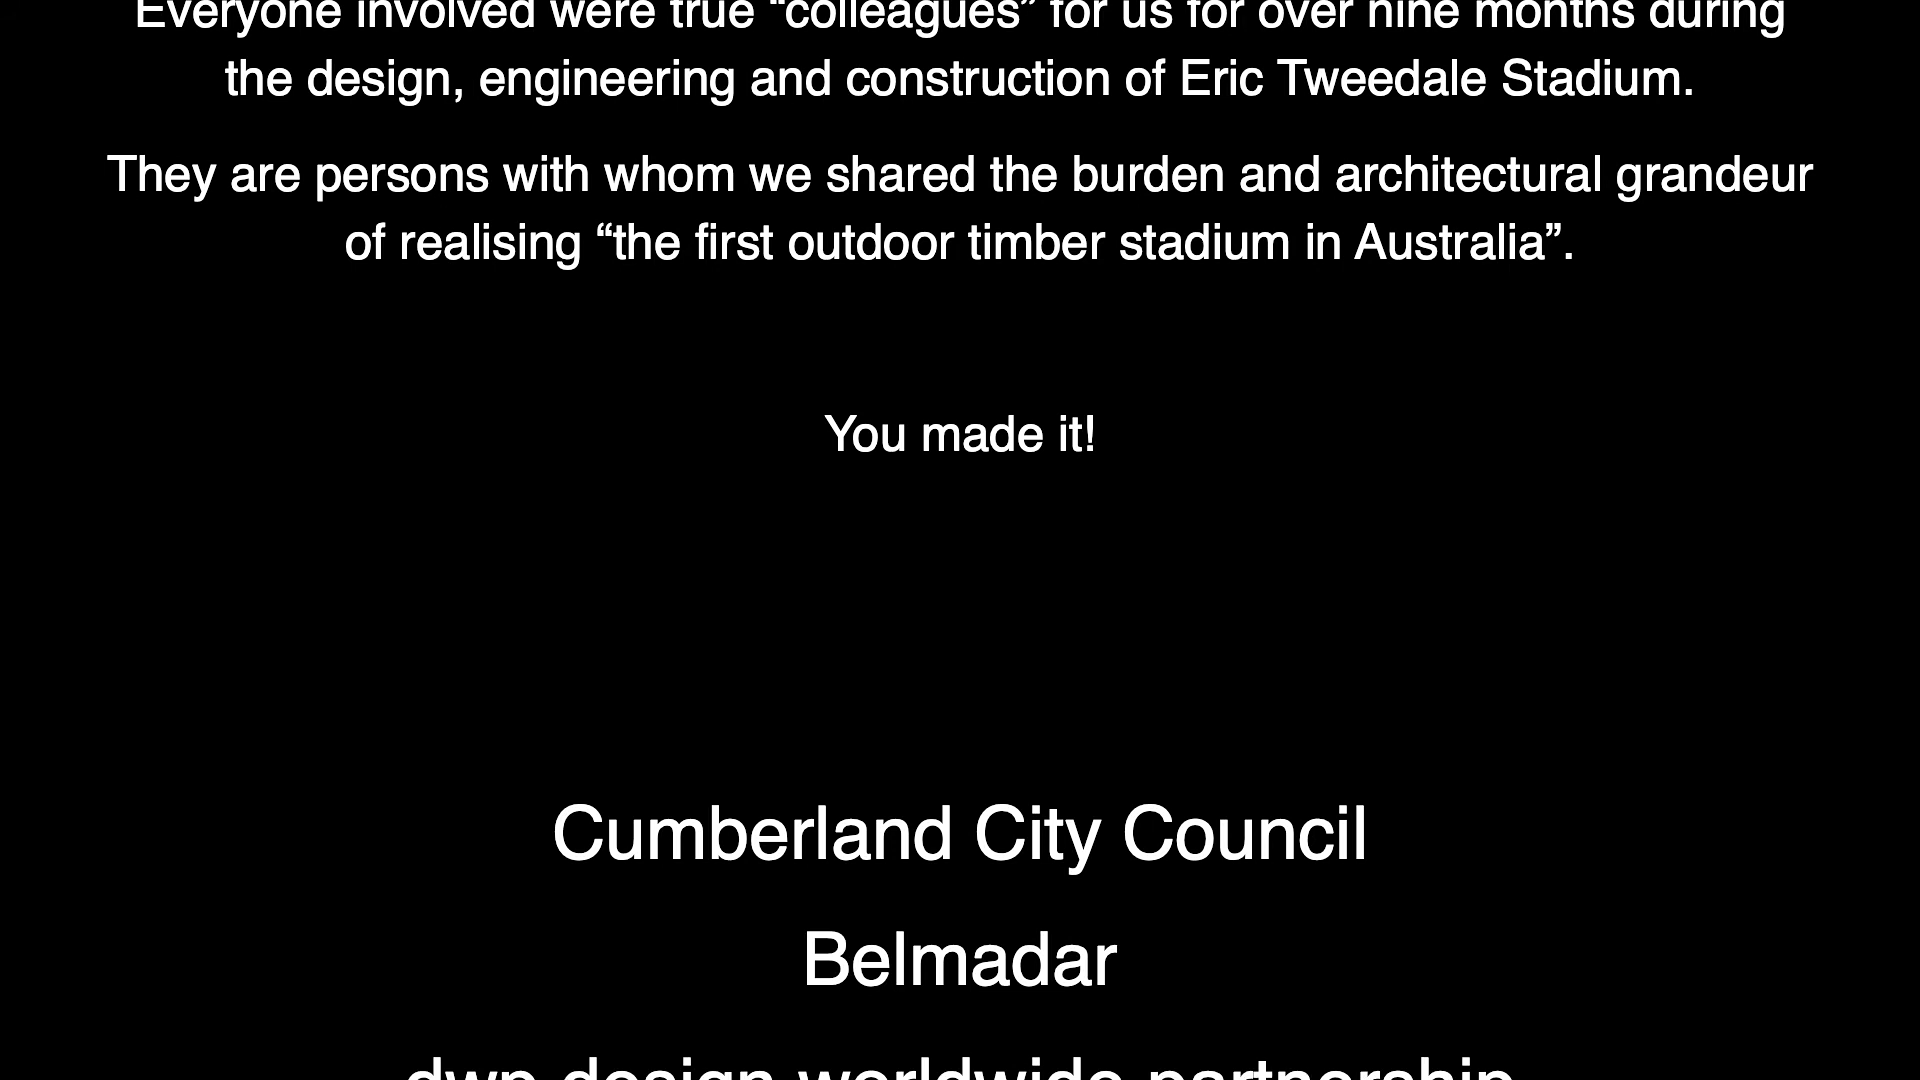 Everyone involved were true “colleagues” for us for over nine months during
the design, engineering and construction of Eric Tweedale Stadium.
They are persons with whom we shared the burden and architectural grandeur
of realising “the first outdoor timber stadium in Australia”.
You made it!
Cumberland City Council
Belmadar
dwp design worldwide partnership